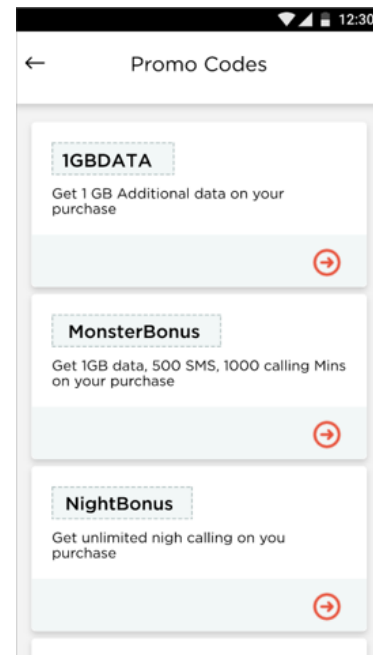 12:30
Promo Codes
1GBDATA
Get 1 GB Additional data on your
purchase
MonsterBonus
Get 1GB data, 500 SMS, 1000 calling Mins
on your purchase
NightBonus
Get unlimited nigh calling on you
purchase